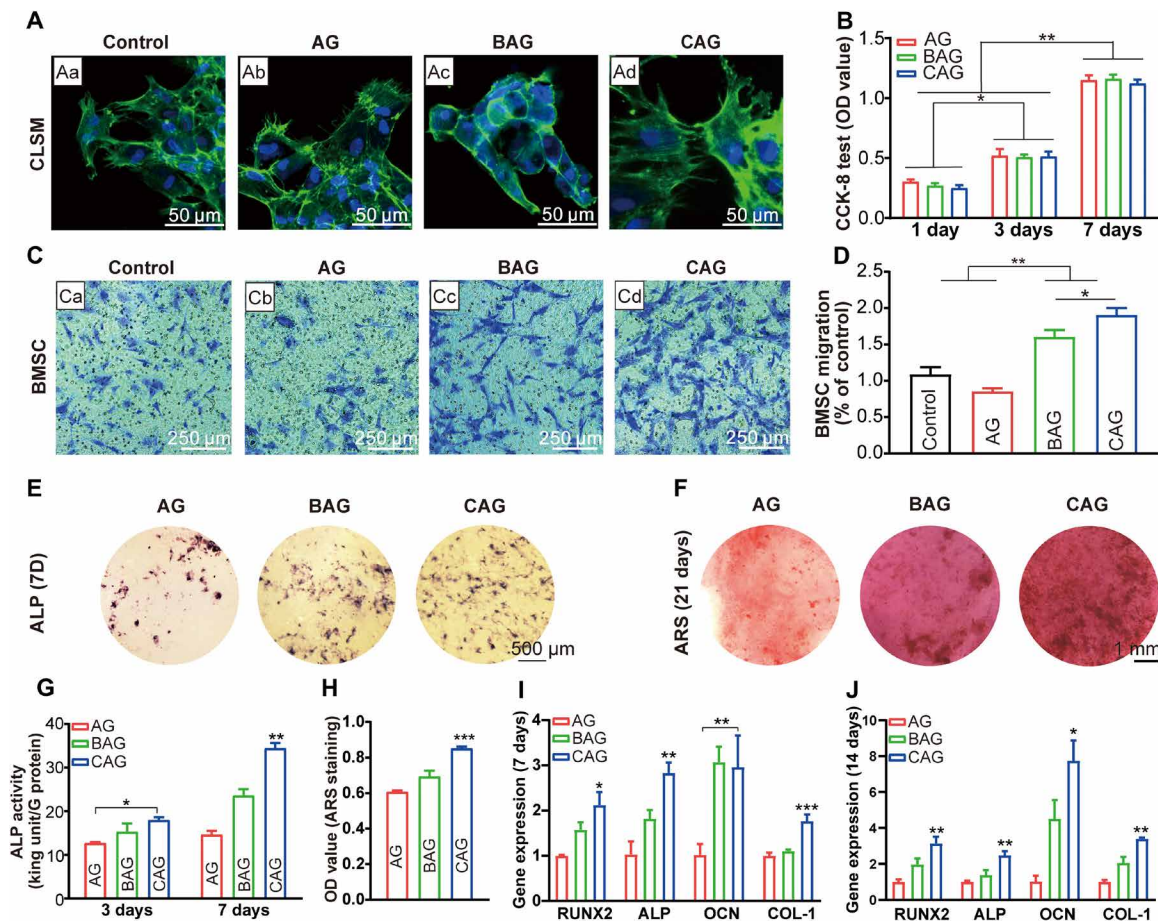 A
Control
AG
BAG
CAG
CLSM
Aa
Ab
Ac
Ad
50 μm
50 μm
50 μm
50 μm
B
AG
BAG
CAG
**
*
CCK-8 test (OD value)
1.5
1.0
0.5
0.0
1 day
3 days
7 days
C
Control
AG
BAG
CAG
BMSC
Ca
Cb
Cc
Cd
250 μm
250 μm
250 μm
250 μm
D
**
*
BMSC migration
(% of control)
2.5
2.0
1.5
1.0
0.5
0.0
Control
AG
BAG
CAG
E
AG
BAG
CAG
ALP (7D)
500 μm
F
AG
BAG
CAG
ARS (21 days)
1 mm
G
AG
BAG
CAG
*
**
ALP activity
(king unit/G protein)
40
30
20
10
0
AG
BAG
CAG
3 days
7 days
H
***
OD value (ARS staining)
1.0
0.8
0.6
0.4
0.2
0.0
AG
BAG
CAG
I
AG
BAG
CAG
*
**
**
***
Gene expression (7 days)
4
3
2
1
0
RUNX2
ALP
OCN
COL-1
J
AG
BAG
CAG
**
**
*
**
Gene expression (14 days)
10
8
6
4
2
0
RUNX2
ALP
OCN
COL-1